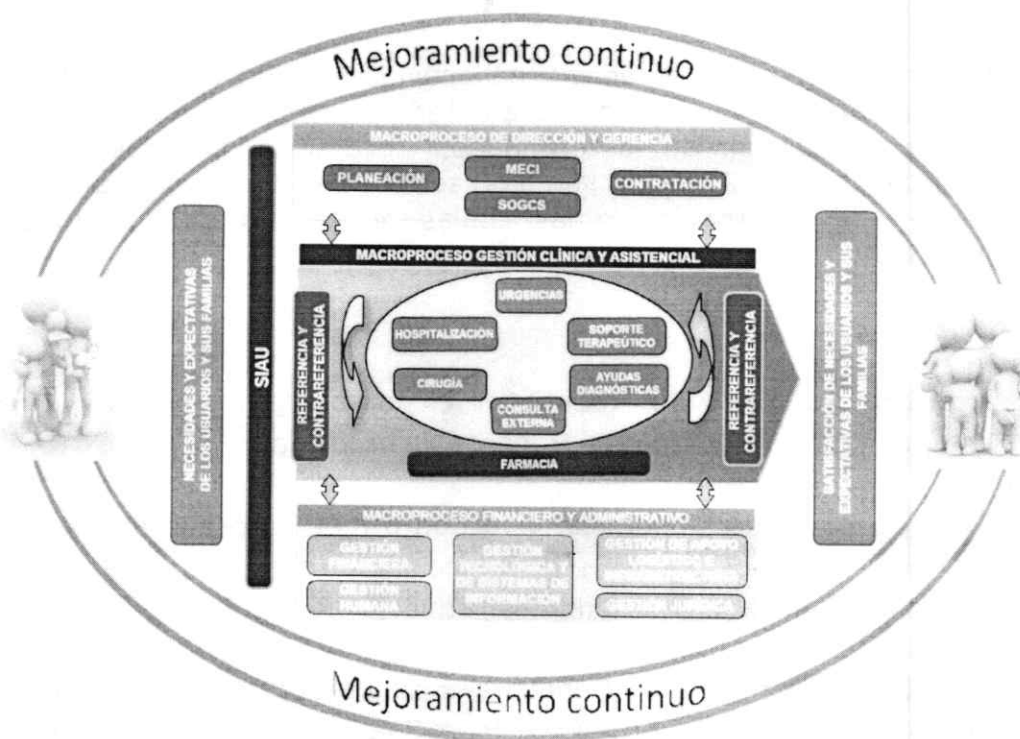 Mejoramiento continuo
MACROPROCESO DE DIRECCIÓN Y GERENCIA
PLANEACIÓN
MECI
SOGCS
CONTRATACIÓN
NECESIDADES Y EXPECTATIVAS
DE LOS USUARIOS Y SUS FAMILIAS
SIAU
MACROPROCESO GESTIÓN CLÍNICA Y ASISTENCIAL
REFERENCIA Y
CONTRAREFERENCIA
URGENCIAS
HOSPITALIZACIÓN
SOPORTE
TERAPEÚTICO
CIRUGÍA
AYUDAS
DIAGNÓSTICAS
CONSULTA
EXTERNA
FARMACIA
REFERENCIA Y
CONTRAREFERENCIA
SATISFACCIÓN DE NECESIDADES Y
EXPECTATIVAS DE LOS USUARIOS Y SUS
FAMILIAS
MACROPROCESO FINANCIERO Y ADMINISTRATIVO
GESTIÓN
FINANCIERA
GESTIÓN
HUMANA
GESTIÓN
TECNOLÓGICA Y
DE SISTEMAS DE
INFORMACIÓN
GESTIÓN DE APOYO
LOGÍSTICO E
GESTIÓN JURÍDICA
Mejoramiento continuo